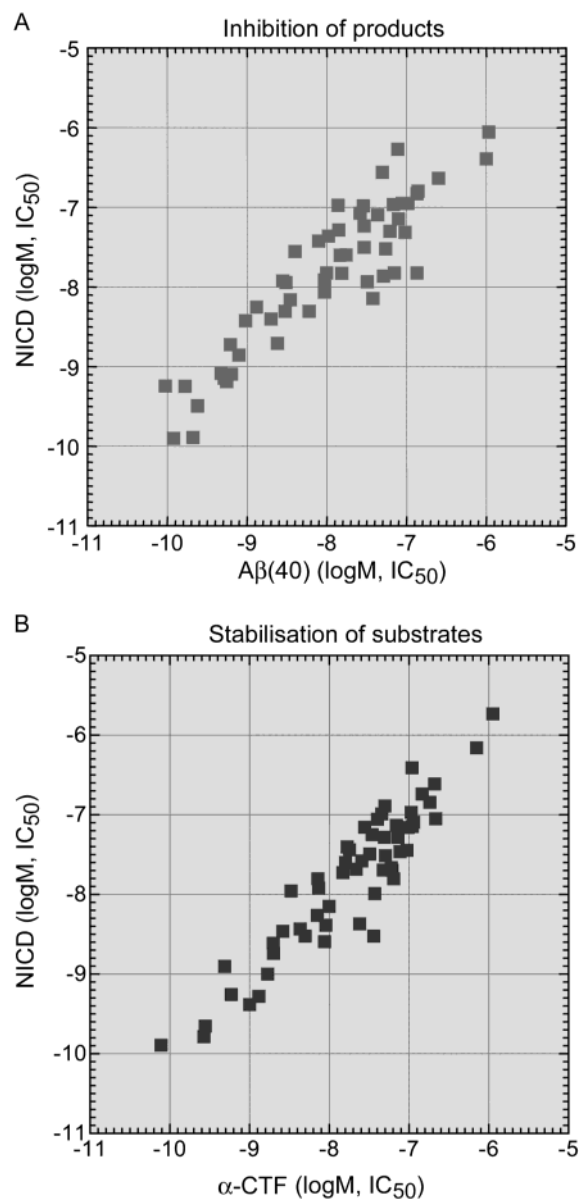 A
Inhibition of products
-5
-6
-7
-8
-9
-10
-11
NICD (logM, IC50)
-11 -10 -9 -8 -7 -6 -5
Aβ(40) (logM, IC50)
B
Stabilisation of substrates
-5
-6
-7
-8
-9
-10
-11
NICD (logM, IC50)
-11 -10 -9 -8 -7 -6 -5
α-CTF (logM, IC50)